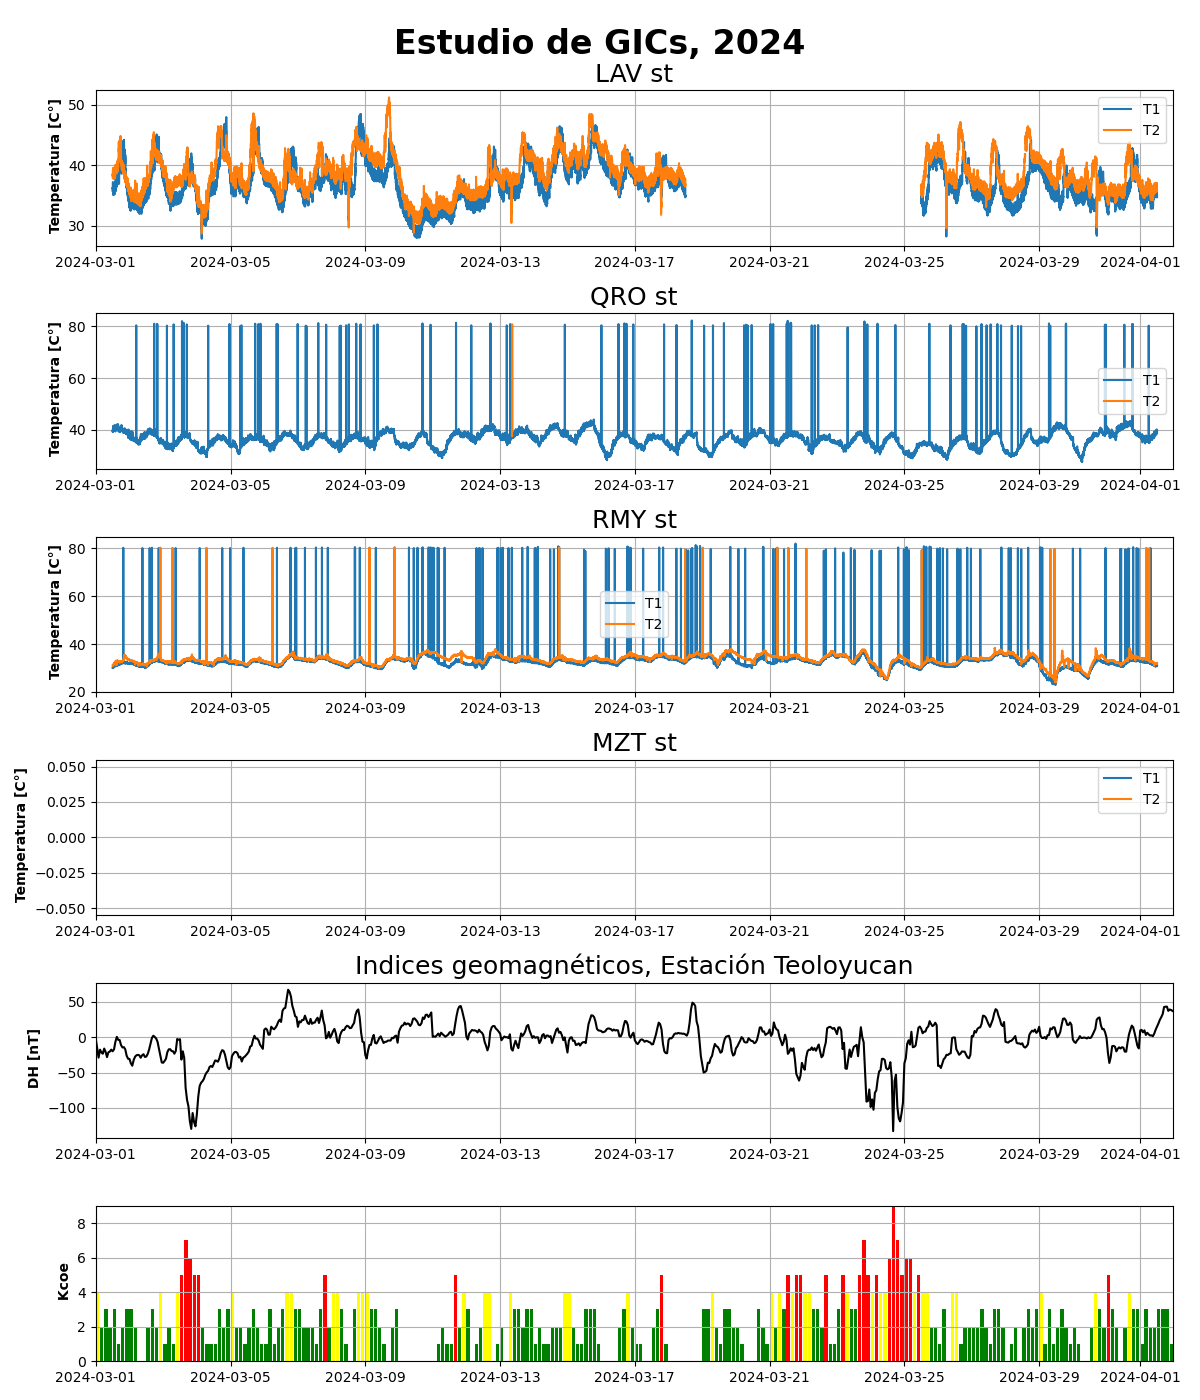 Estudio de GICs, 2024
LAV st
Temperatura [C°]
50
40
30
T1
T2
2024-03-01 2024-03-05 2024-03-09 2024-03-13 2024-03-17 2024-03-21 2024-03-25 2024-03-29 2024-04-01
QRO st
Temperatura [C°]
80
60
40
T1
T2
2024-03-01 2024-03-05 2024-03-09 2024-03-13 2024-03-17 2024-03-21 2024-03-25 2024-03-29 2024-04-01
RMY st
Temperatura [C°]
80
60
40
20
T1
T2
2024-03-01 2024-03-05 2024-03-09 2024-03-13 2024-03-17 2024-03-21 2024-03-25 2024-03-29 2024-04-01
MZT st
Temperatura [C°]
0.050
0.025
0.000
−0.025
−0.050
T1
T2
2024-03-01 2024-03-05 2024-03-09 2024-03-13 2024-03-17 2024-03-21 2024-03-25 2024-03-29 2024-04-01
Indices geomagnéticos, Estación Teoloyucan
DH [nT]
50
0
−50
−100
2024-03-01 2024-03-05 2024-03-09 2024-03-13 2024-03-17 2024-03-21 2024-03-25 2024-03-29 2024-04-01
Kcoe
8
6
4
2
0
2024-03-01 2024-03-05 2024-03-09 2024-03-13 2024-03-17 2024-03-21 2024-03-25 2024-03-29 2024-04-01